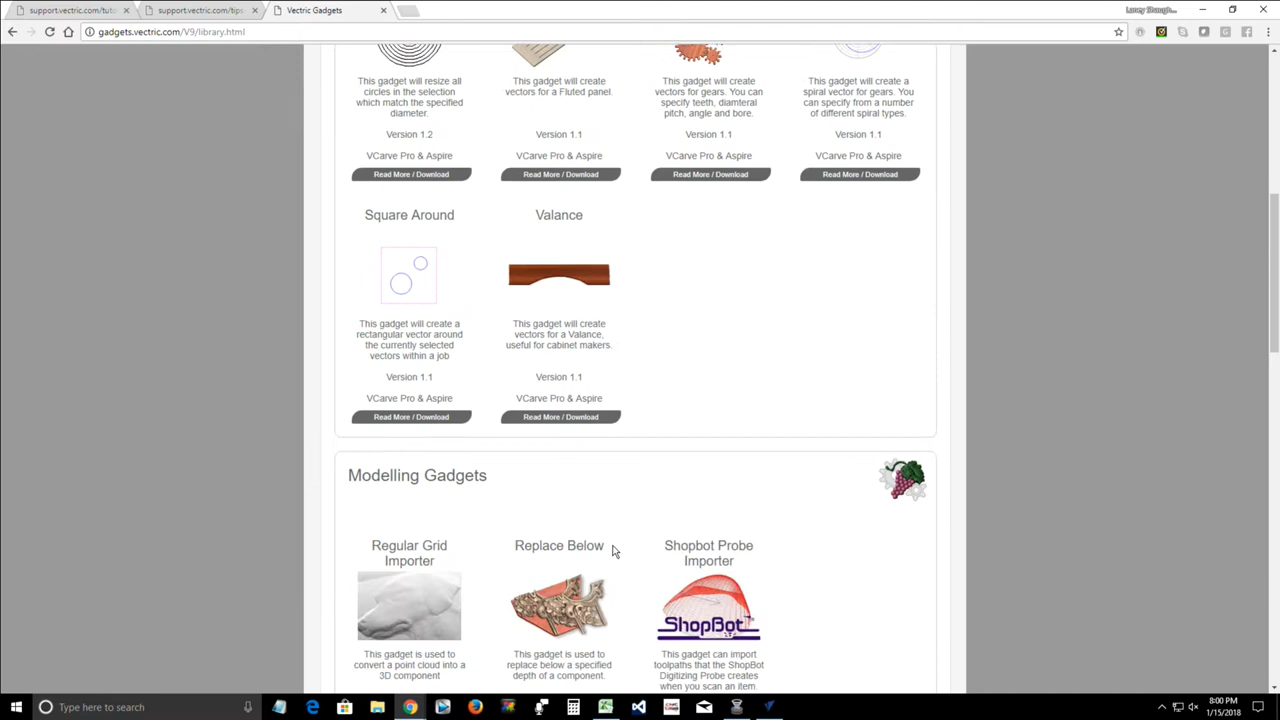 support.vectric.com/tuto
support.vectric.com/tips
Vectric Gadgets
gadgets.vectric.com/V9/library.html
This gadget will resize all
circles in the selection
which match the specified
diameter.
Version 1.2
VCarve Pro & Aspire
Read More / Download
This gadget will create
vectors for a Fluted panel.
Version 1.1
VCarve Pro & Aspire
Read More / Download
This gadget will create
vectors for gears. You can
specify teeth, diamteral
pitch, angle and bore.
Version 1.1
VCarve Pro & Aspire
Read More / Download
This gadget will create a
spiral vector for gears. You
can specify from a number
of different spiral types.
Version 1.1
VCarve Pro & Aspire
Read More / Download
Square Around
This gadget will create a
rectangular vector around
the currently selected
vectors within a job
Version 1.1
VCarve Pro & Aspire
Read More / Download
Valance
This gadget will create
vectors for a Valance,
useful for cabinet makers.
Version 1.1
VCarve Pro & Aspire
Read More / Download
Modelling Gadgets
Regular Grid
Importer
This gadget is used to
convert a point cloud into a
3D component
Replace Below
This gadget is used to
replace below a specified
depth of a component.
Shopbot Probe
Importer
ShopBot
This gadget can import
toolpaths that the ShopBot
Digitizing Probe creates
when you scan an item.
Type here to search
8:00 PM
1/15/2018